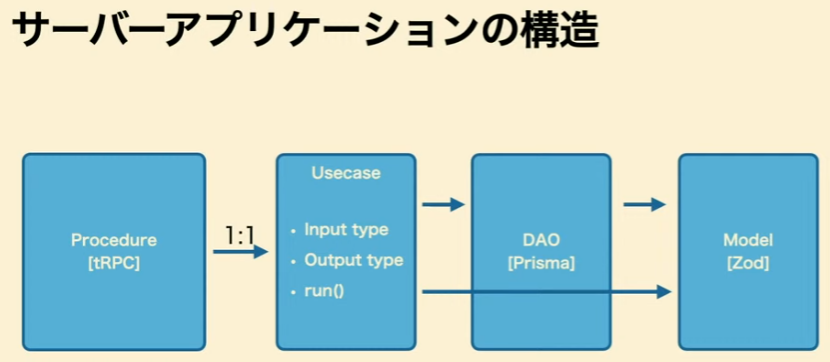 サーバーアプリケーションの構造
Procedure
[tRPC]
1:1
Usecase
• Input type
• Output type
• run()
DAO
[Prisma]
Model
[Zod]